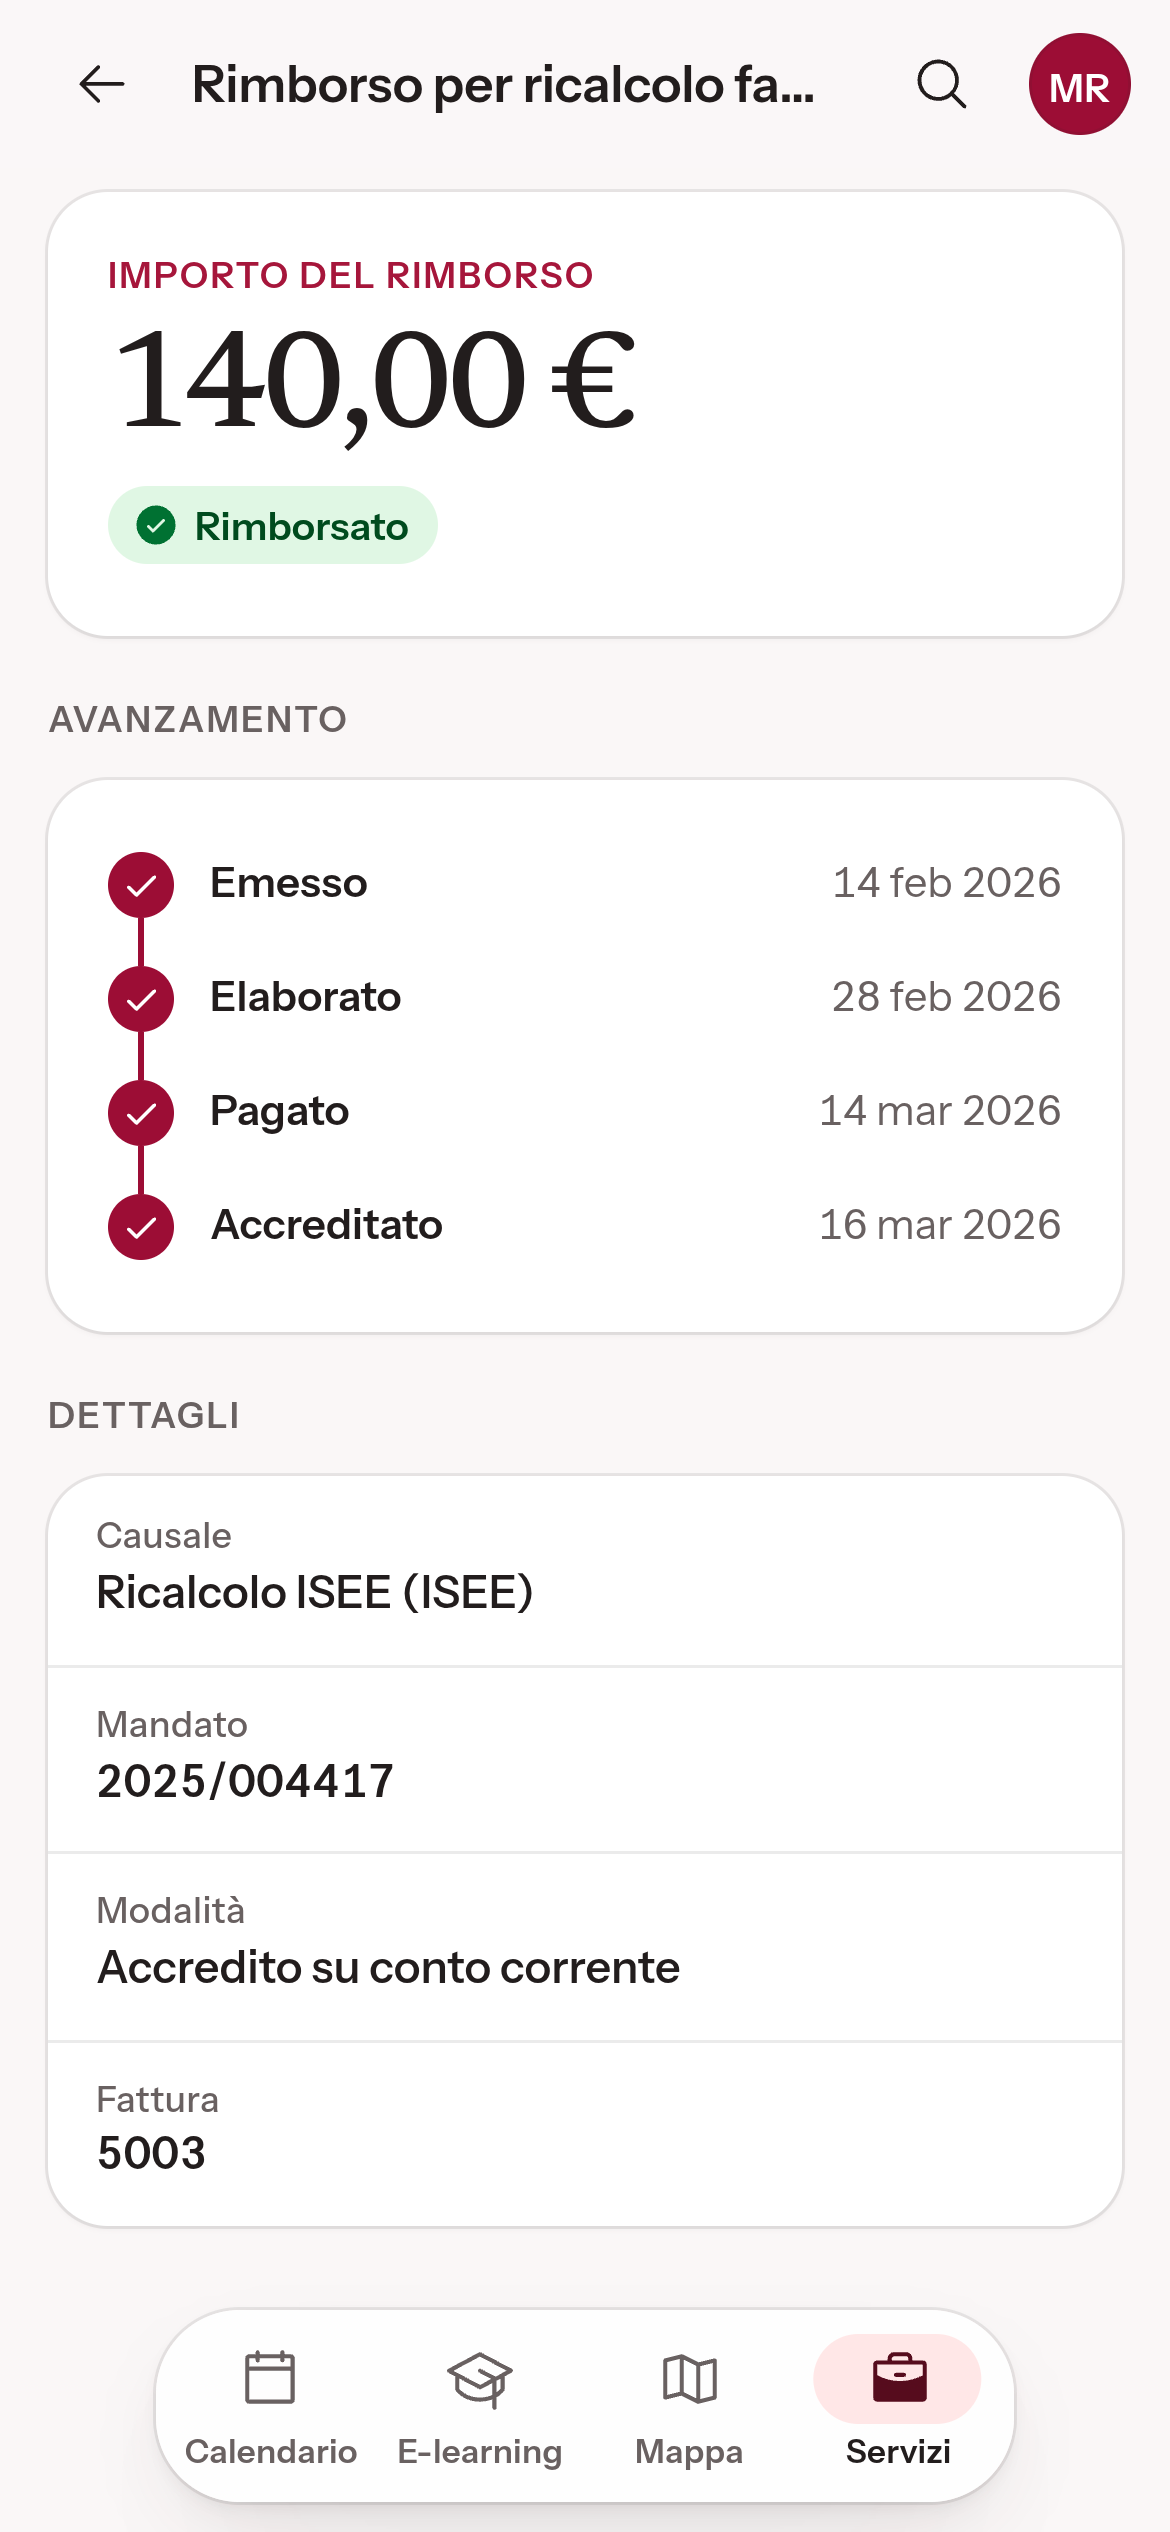 Rimborso per ricalcolo fa...
MR
IMPORTO DEL RIMBORSO
140,00 €
Rimborsato
AVANZAMENTO
Emesso 14 feb 2026
Elaborato 28 feb 2026
Pagato 14 mar 2026
Accreditato 16 mar 2026
DETTAGLI
Causale
Ricalcolo ISEE (ISEE)
Mandato
2025/004417
Modalità
Accredito su conto corrente
Fattura
5003
Calendario E-learning Mappa Servizi